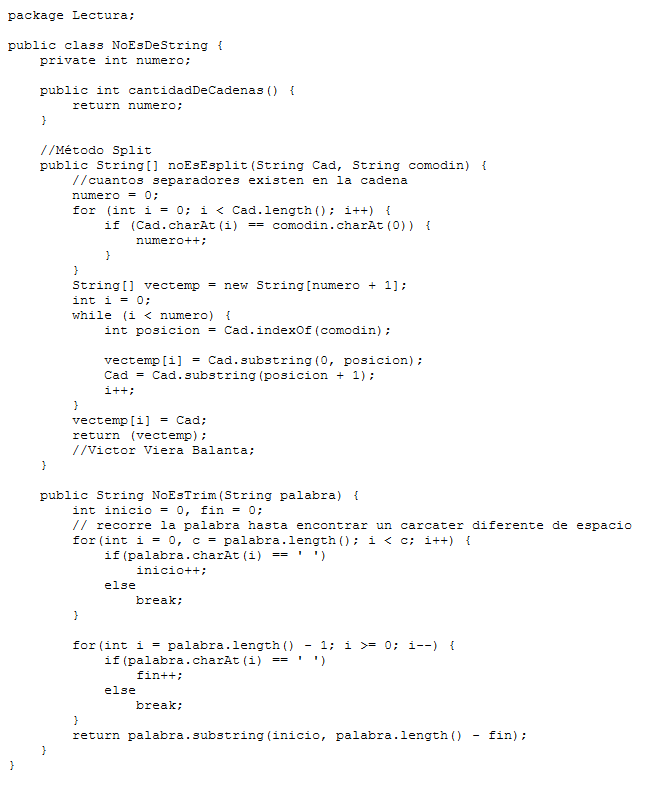 package Lectura;

public class NoEsDeString {
    private int numero;

    public int cantidadDeCadenas() {
        return numero;
    }

    //Método Split
    public String[] noEsEsplit(String Cad, String comodin) {
        //cuantos separadores existen en la cadena
        numero = 0;
        for (int i = 0; i < Cad.length(); i++) {
            if (Cad.charAt(i) == comodin.charAt(0)) {
                numero++;
            }
        }
        String[] vectemp = new String[numero + 1];
        int i = 0;
        while (i < numero) {
            int posicion = Cad.indexOf(comodin);

            vectemp[i] = Cad.substring(0, posicion);
            Cad = Cad.substring(posicion + 1);
            i++;
        }
        vectemp[i] = Cad;
        return (vectemp);
        //Victor Viera Balanta;
    }

    public String NoEsTrim(String palabra) {
        int inicio = 0, fin = 0;
        // recorre la palabra hasta encontrar un carcater diferente de espacio
        for(int i = 0, c = palabra.length(); i < c; i++) {
            if(palabra.charAt(i) == ' ')
                inicio++;
            else
                break;
        }

        for(int i = palabra.length() - 1; i >= 0; i--) {
            if(palabra.charAt(i) == ' ')
                fin++;
            else
                break;
        }
        return palabra.substring(inicio, palabra.length() - fin);
    }
}